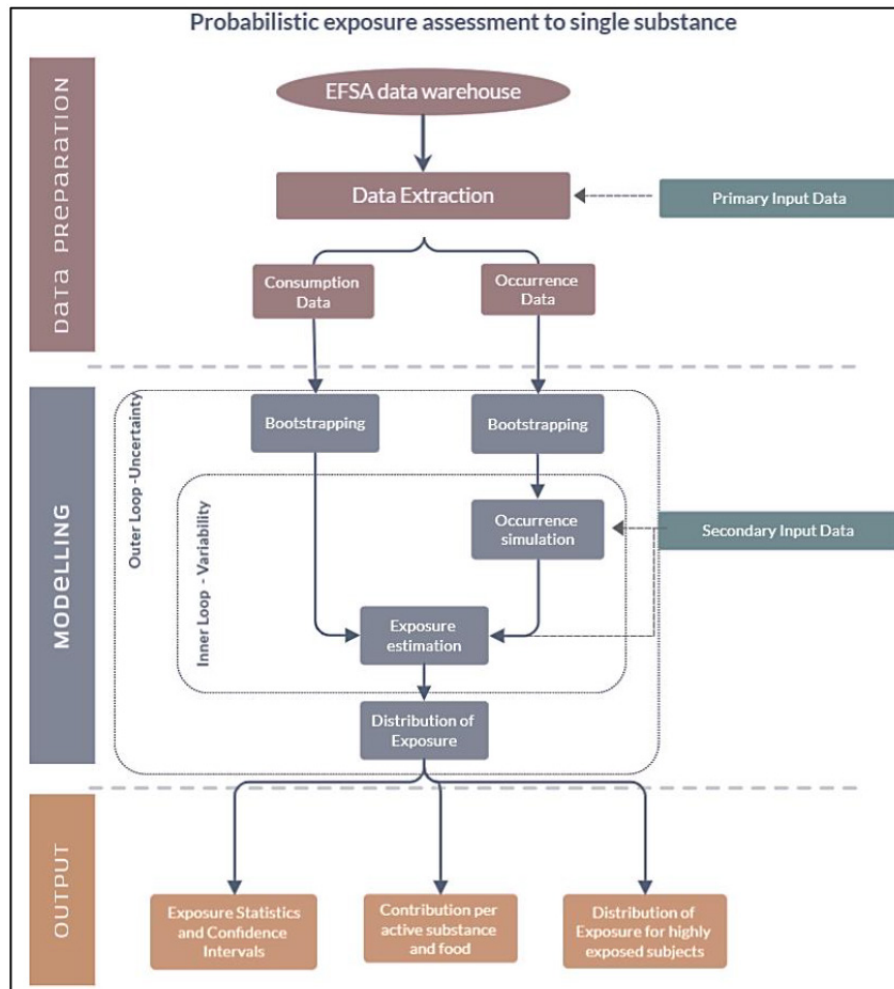 Probabilistic exposure assessment to single substance
DATA PREPARATION
EFSA data warehouse
Data Extraction
Primary Input Data
Consumption
Data
Occurrence
Data
MODELLING
Outer Loop -Uncertainty
Bootstrapping
Bootstrapping
Inner Loop - Variability
Occurrence
simulation
Secondary Input Data
Exposure
estimation
Distribution of
Exposure
OUTPUT
Exposure Statistics
and Confidence
Intervals
Contribution per
active substance
and food
Distribution of
Exposure for highly
exposed subjects